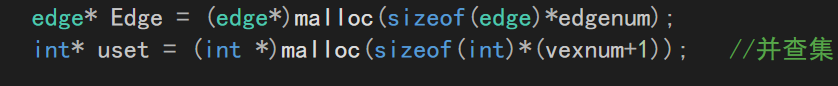 edge* Edge = (edge*)malloc(sizeof(edge)*edgenum);
int* uset = (int *)malloc(sizeof(int)*(vexnum+1));   //并查集